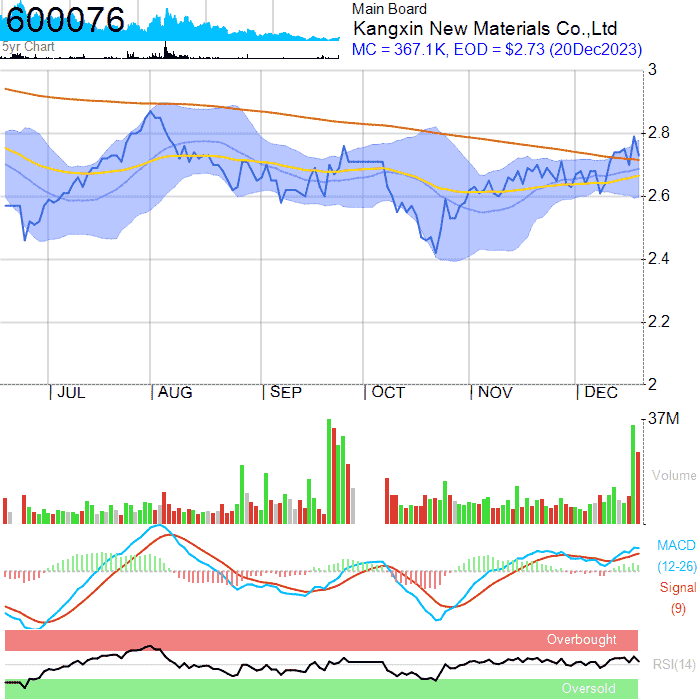 600076
5yr Chart
Main Board
Kangxin New Materials Co.,Ltd
MC = 367.1K, EOD = $2.73 (20Dec2023)
3
2.8
2.6
2.4
2.2
2
JUL AUG SEP OCT NOV DEC
37M
Volume
MACD
(12-26)
Signal
(9)
Overbought
RSI(14)
Oversold